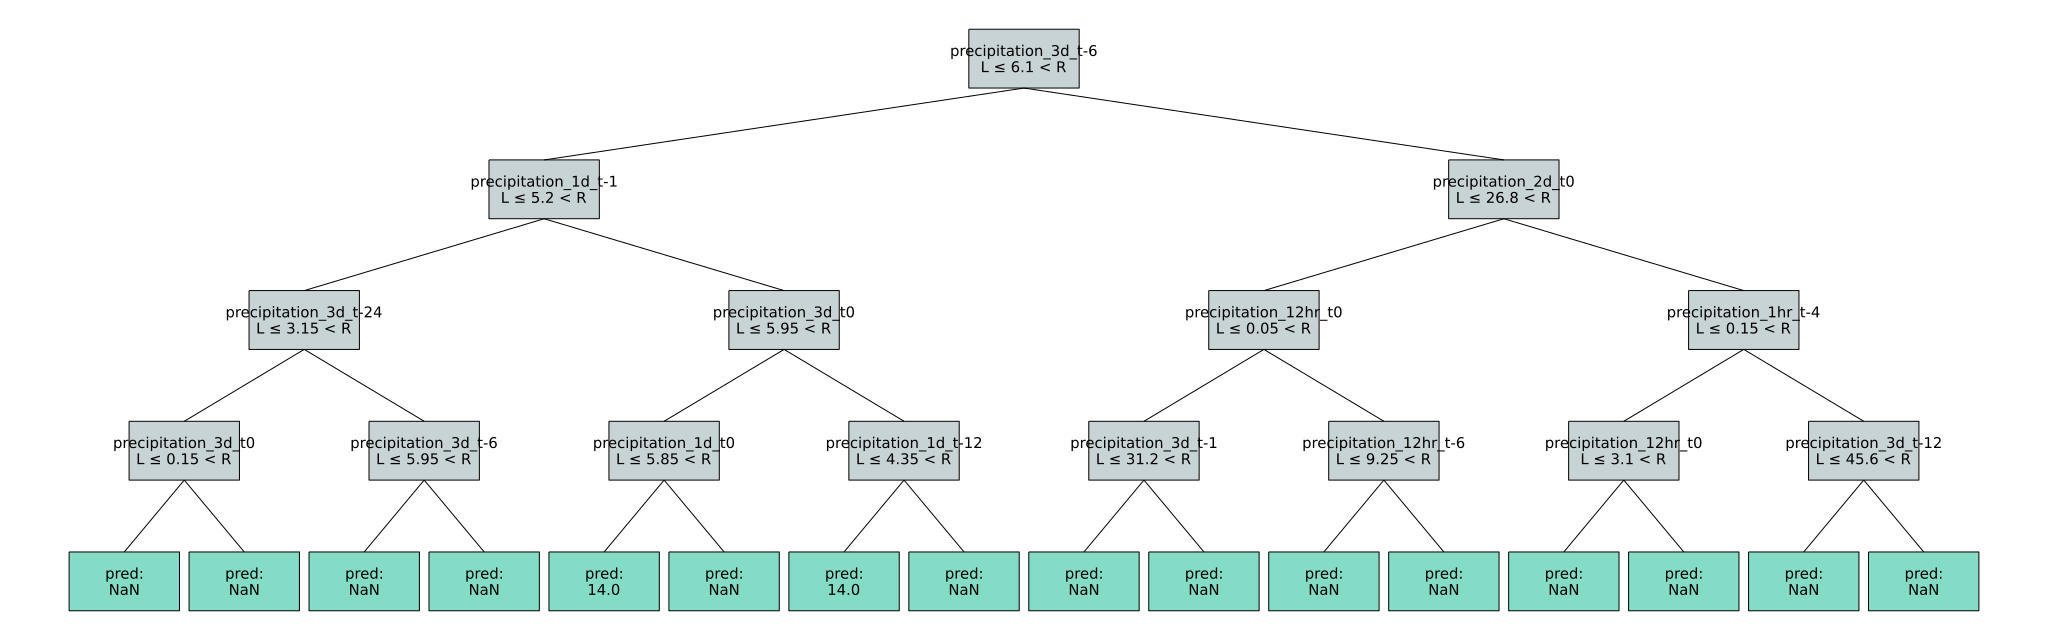 precipitation_3d_t-6
L ≤ 6.1 < R
precipitation_1d_t-1
L ≤ 5.2 < R
precipitation_2d_t0
L ≤ 26.8 < R
precipitation_3d_t-24
L ≤ 3.15 < R
precipitation_3d_t0
L ≤ 5.95 < R
precipitation_12hr_t0
L ≤ 0.05 < R
precipitation_1hr_t-4
L ≤ 0.15 < R
precipitation_3d_t0
L ≤ 0.15 < R
precipitation_3d_t-6
L ≤ 5.95 < R
precipitation_1d_t0
L ≤ 5.85 < R
precipitation_1d_t-12
L ≤ 4.35 < R
precipitation_3d_t-1
L ≤ 31.2 < R
precipitation_12hr_t-6
L ≤ 9.25 < R
precipitation_12hr_t0
L ≤ 3.1 < R
precipitation_3d_t-12
L ≤ 45.6 < R
pred:
NaN
pred:
NaN
pred:
NaN
pred:
NaN
pred:
14.0
pred:
NaN
pred:
14.0
pred:
NaN
pred:
NaN
pred:
NaN
pred:
NaN
pred:
NaN
pred:
NaN
pred:
NaN
pred:
NaN
pred:
NaN